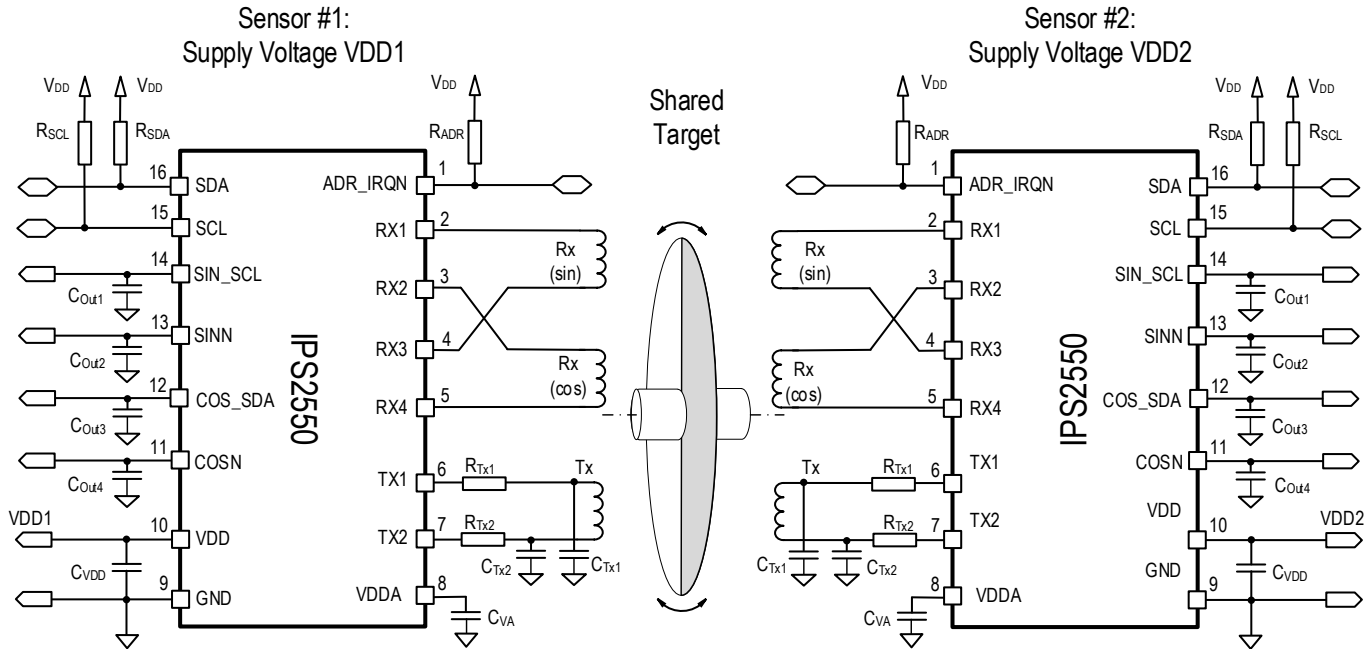 Sensor #1:
Supply Voltage VDD1
Sensor #2:
Supply Voltage VDD2
Shared
Target
VDD
VDD
VDD
RSCL
RSDA
RADR
16
SDA
15
SCL
14
SIN_SCL
COut1
13
SINN
COut2
12
COS_SDA
COut3
11
COSN
COut4
VDD1
10
VDD
CVDD
9
GND
IPS2550
1
ADR_IRQN
2
RX1
3
RX2
4
RX3
5
RX4
6
TX1
7
TX2
8
VDDA
Rx
(sin)
Rx
(cos)
RTx1
Tx
RTx2
CTx2
CTx1
CVA
VDD
VDD
VDD
RADR
RSDA
RSCL
1
ADR_IRQN
2
RX1
3
RX2
4
RX3
5
RX4
6
TX1
7
TX2
8
VDDA
Rx
(sin)
Rx
(cos)
Tx
RTx1
RTx2
CTx1
CTx2
CVA
IPS2550
16
SDA
15
SCL
14
SIN_SCL
COut1
13
SINN
COut2
12
COS_SDA
COut3
11
COSN
COut4
VDD
10
VDD2
GND
CVDD
9